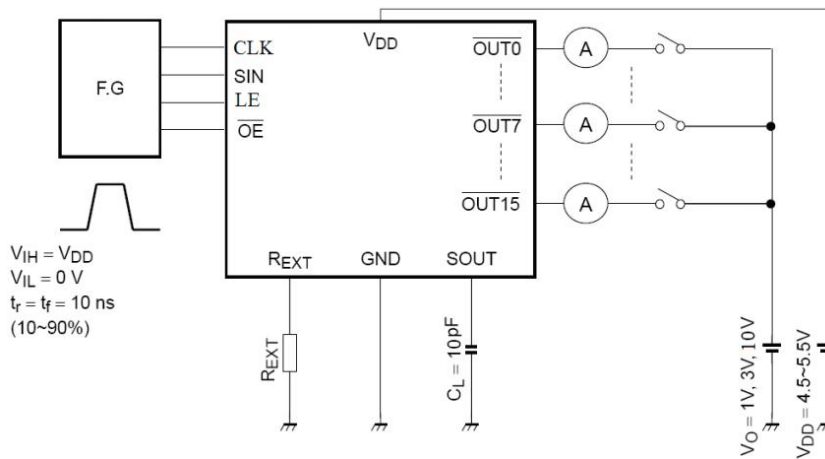 F.G
CLK
SIN
LE
OE
VDD
OUT0
OUT7
OUT15
A
A
A
REXT
GND
SOUT
VIH = VDD
VIL = 0 V
tr = tf = 10 ns
(10~90%)
REXT
CL = 10pF
VO = 1V, 3V, 10V
VDD = 4.5~5.5V